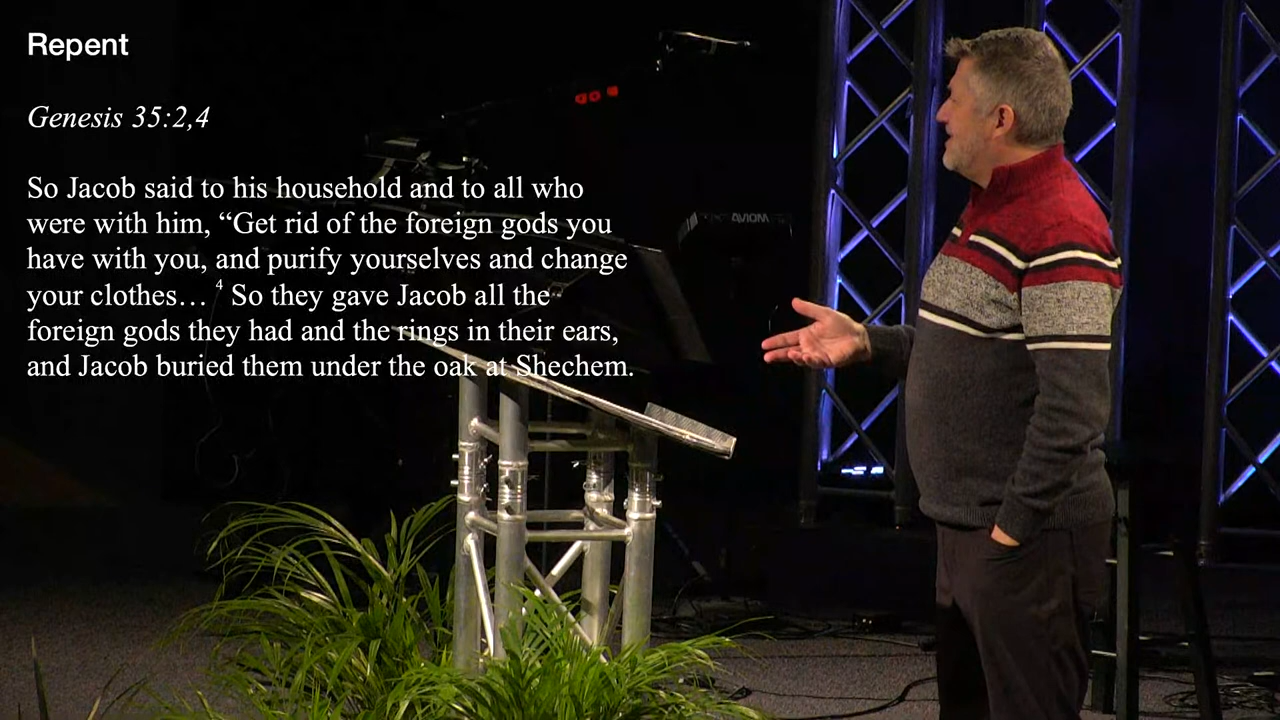 Repent
Genesis 35:2,4
So Jacob said to his household and to all who
were with him, “Get rid of the foreign gods you
have with you, and purify yourselves and change
your clothes… ⁴ So they gave Jacob all the
foreign gods they had and the rings in their ears,
and Jacob buried them under the oak at Shechem.
AVIOM